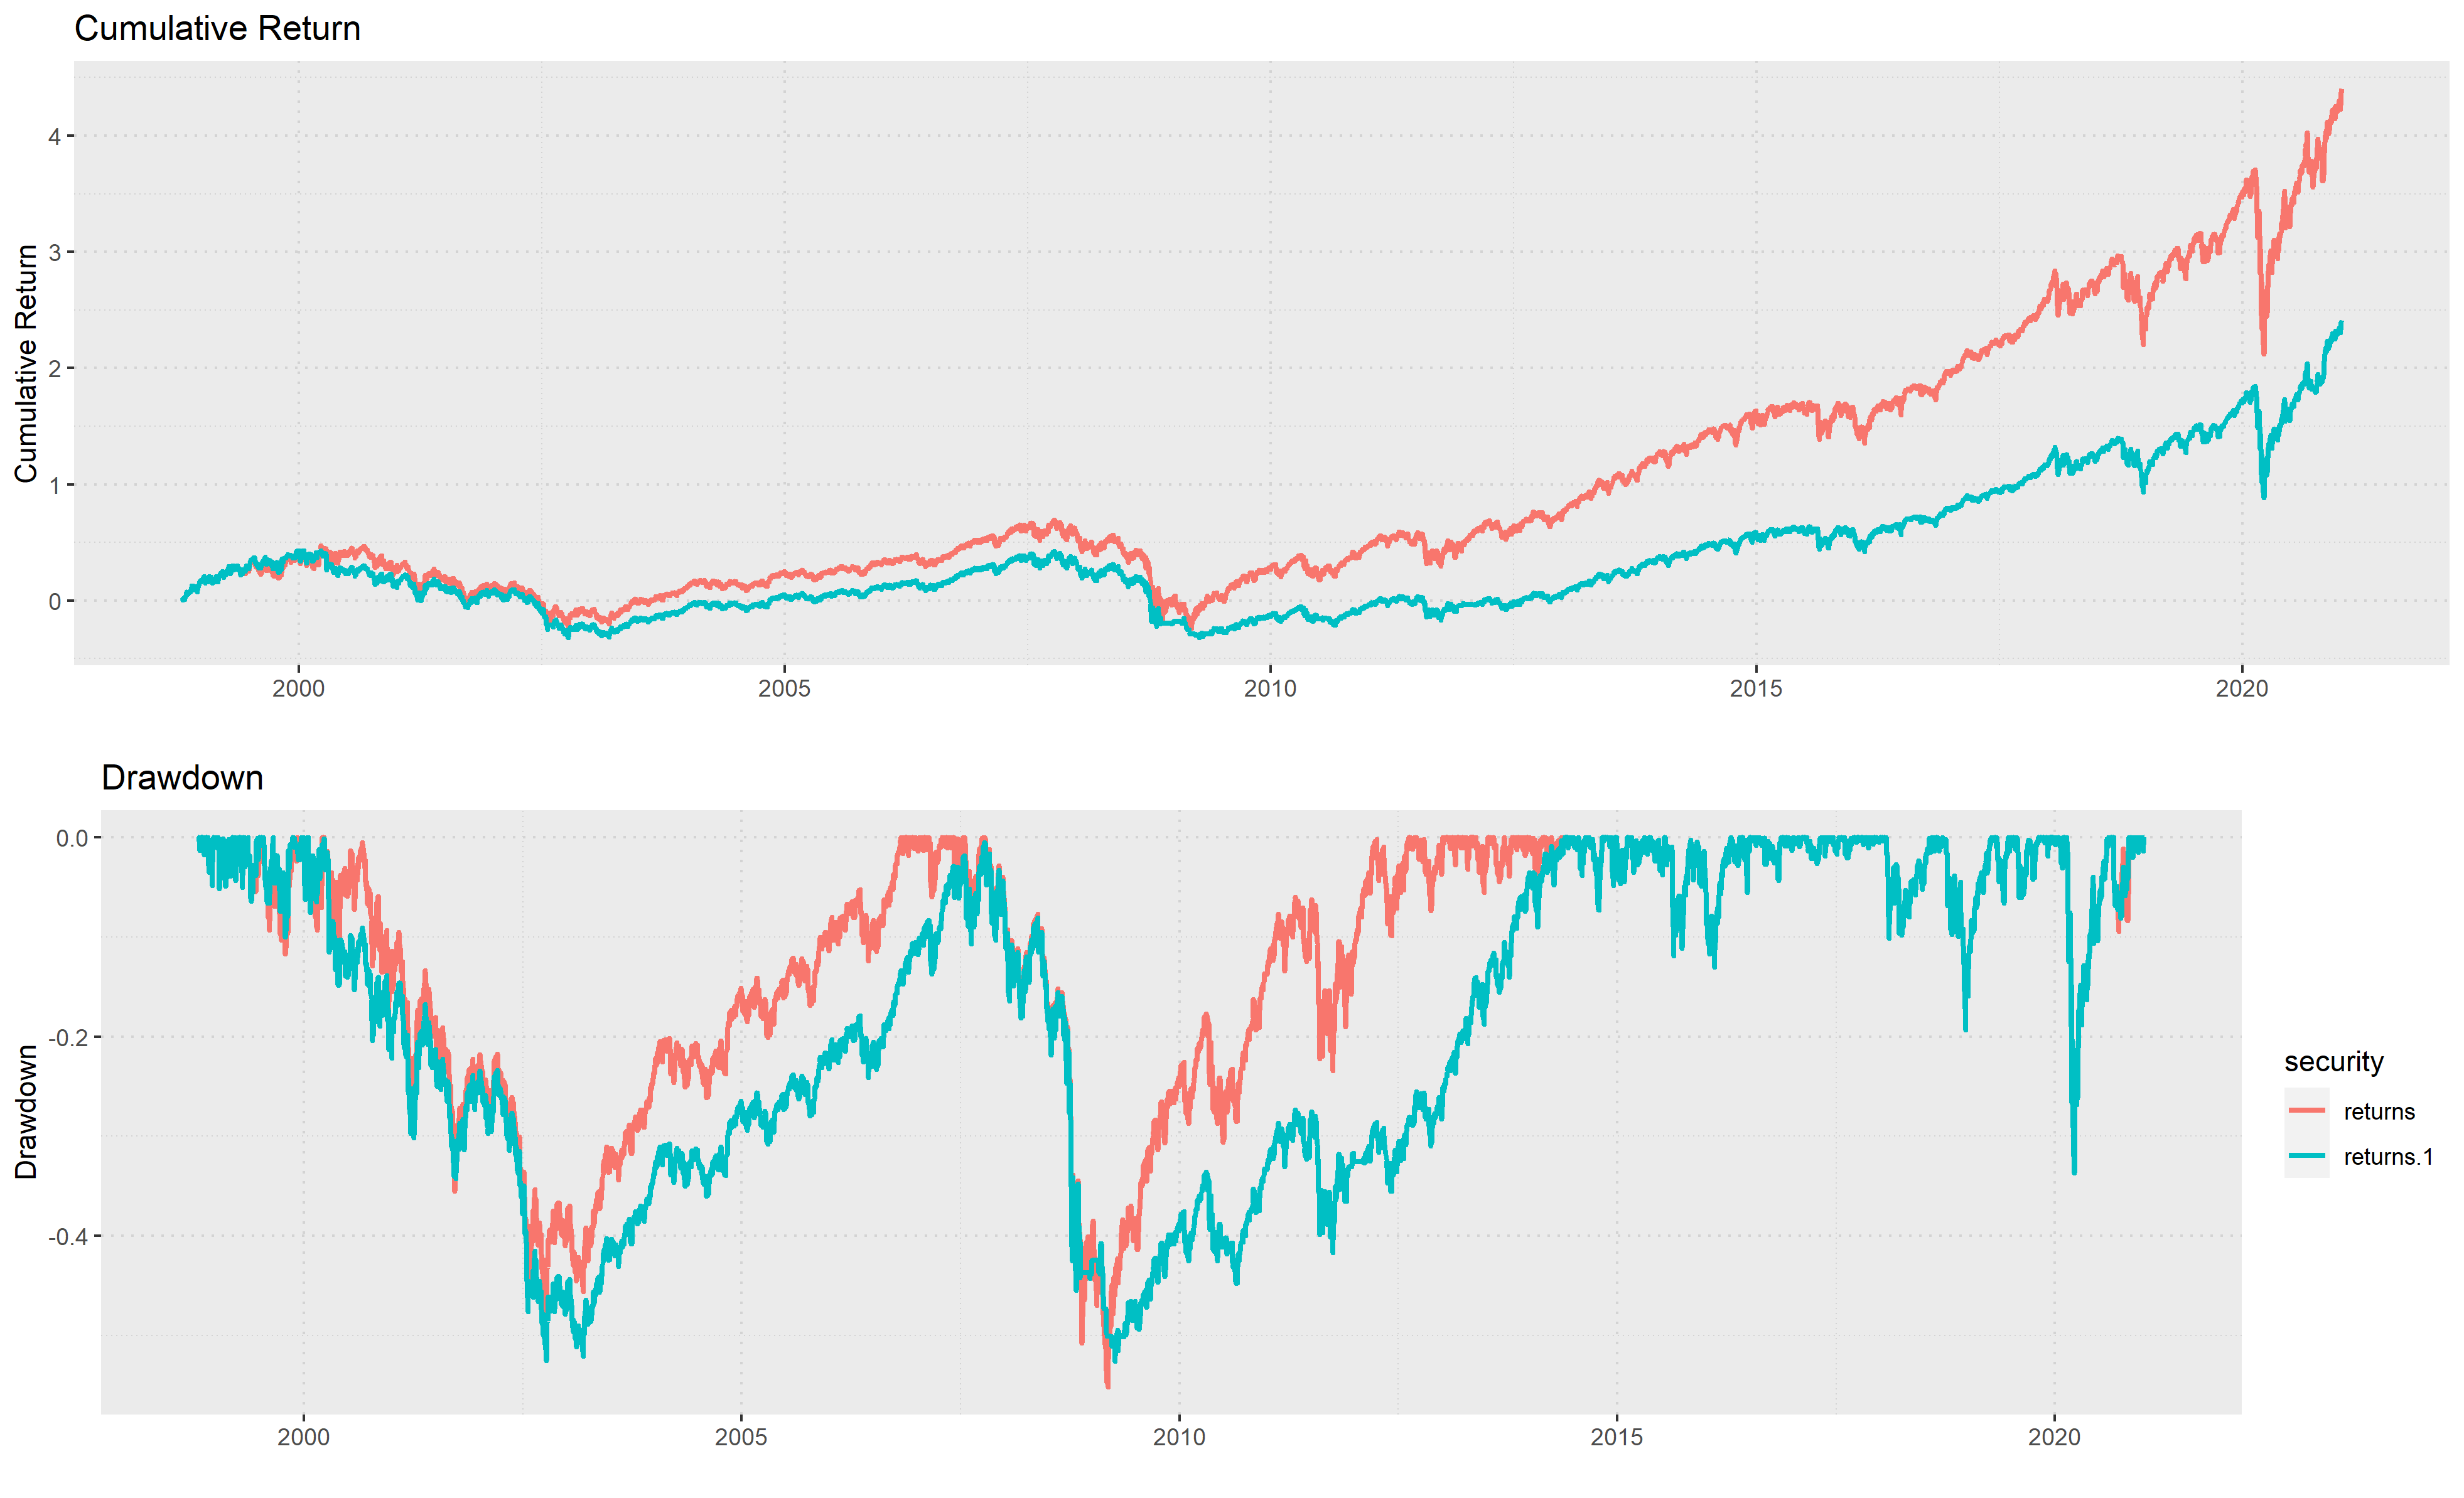 Cumulative Return
Cumulative Return
4
3
2
1
0
2000 2005 2010 2015 2020
Drawdown
Drawdown
0.0
-0.2
-0.4
2000 2005 2010 2015 2020
security
returns
returns.1